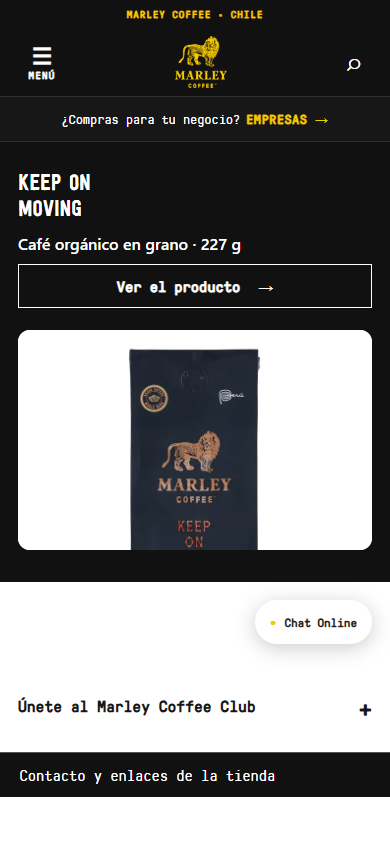 MARLEY COFFEE • CHILE
MENÚ
MARLEY
COFFEE
¿Compras para tu negocio? EMPRESAS →
KEEP ON
MOVING
Café orgánico en grano · 227 g
Ver el producto →
Perú
MARLEY
COFFEE
KEEP
ON
Chat Online
Únete al Marley Coffee Club
+
Contacto y enlaces de la tienda